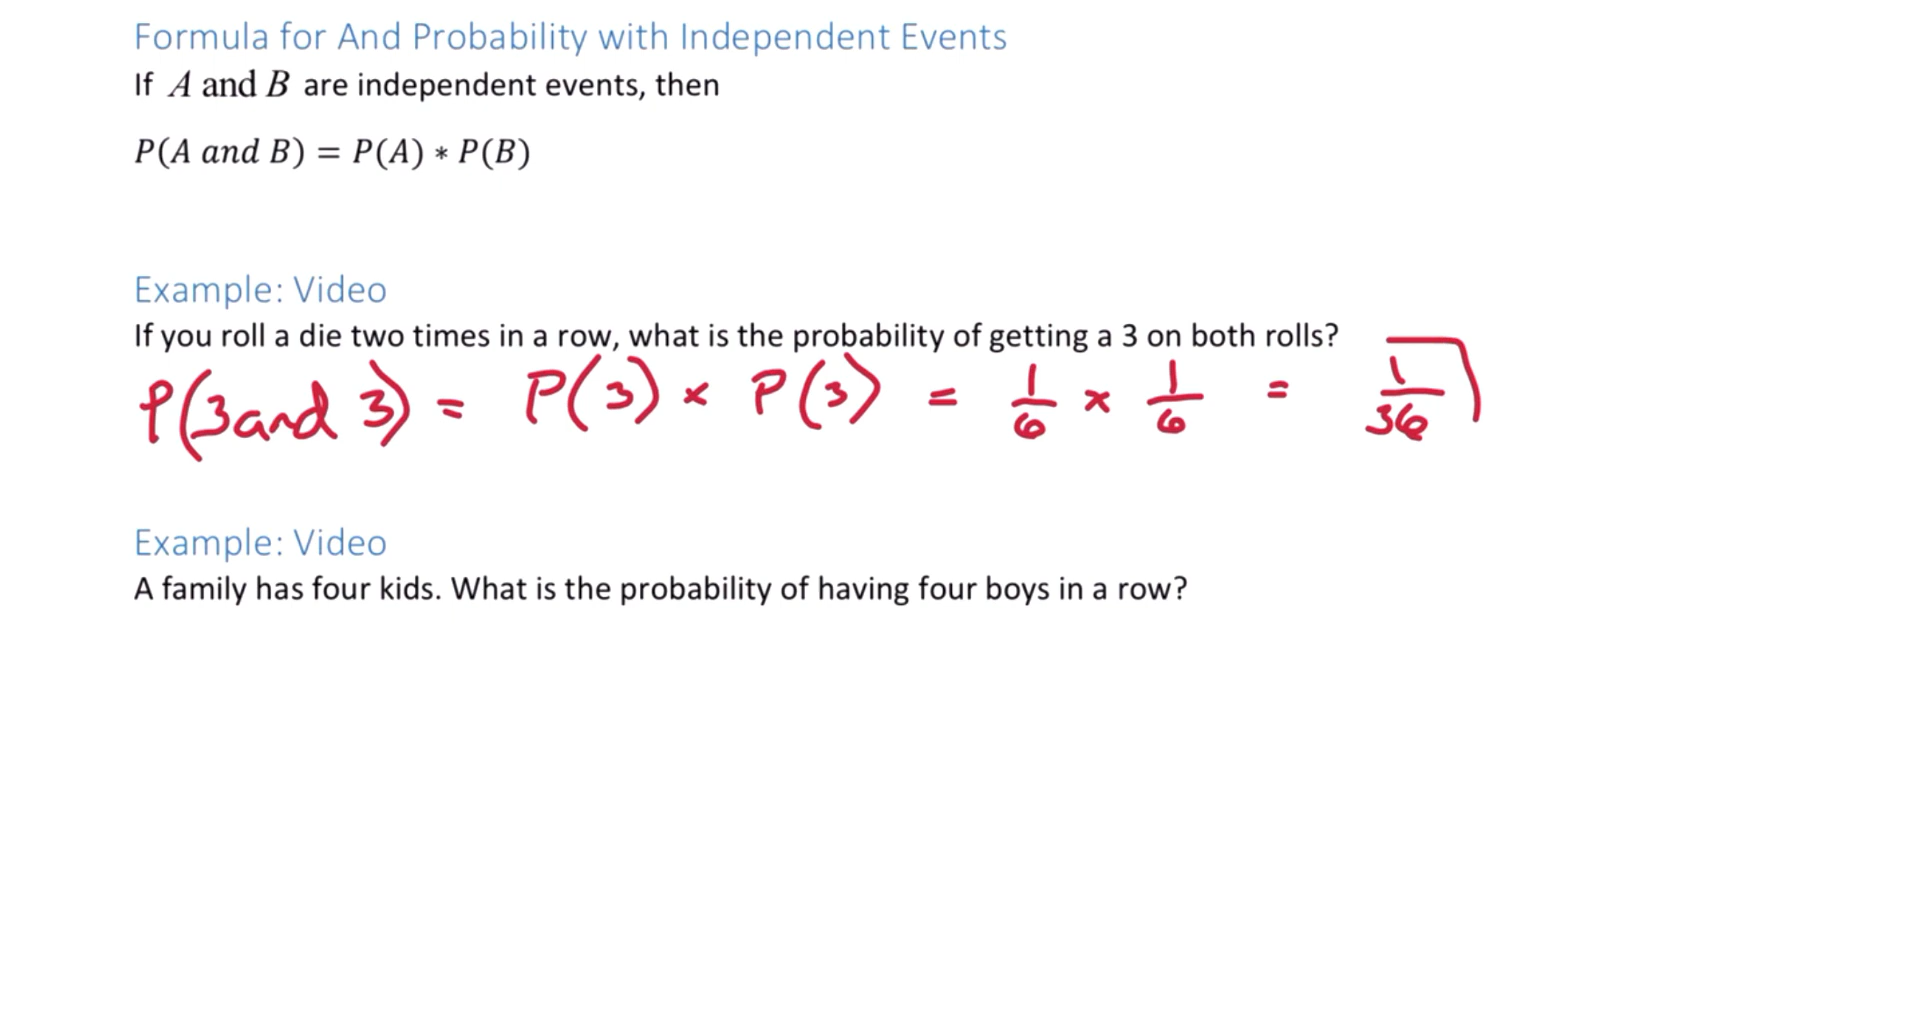 Formula for And Probability with Independent Events
If A and B are independent events, then
P(A and B) = P(A) * P(B)
Example: Video
If you roll a die two times in a row, what is the probability of getting a 3 on both rolls?
P(3 and 3) = P(3) × P(3) = 1/6 × 1/6 = 1/36
Example: Video
A family has four kids. What is the probability of having four boys in a row?